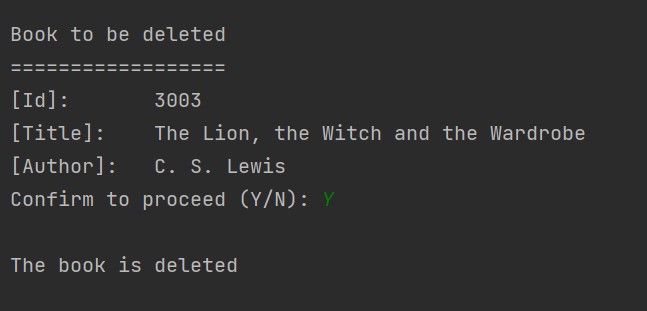 Book to be deleted
==================
[Id]:       3003
[Title]:    The Lion, the Witch and the Wardrobe
[Author]:   C. S. Lewis
Confirm to proceed (Y/N): Y
The book is deleted